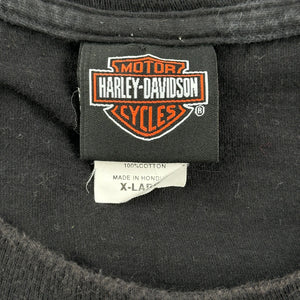 MOTOR
HARLEY-DAVIDSON
CYCLES
®
100% COTTON
MADE IN HONDU
X-LAR